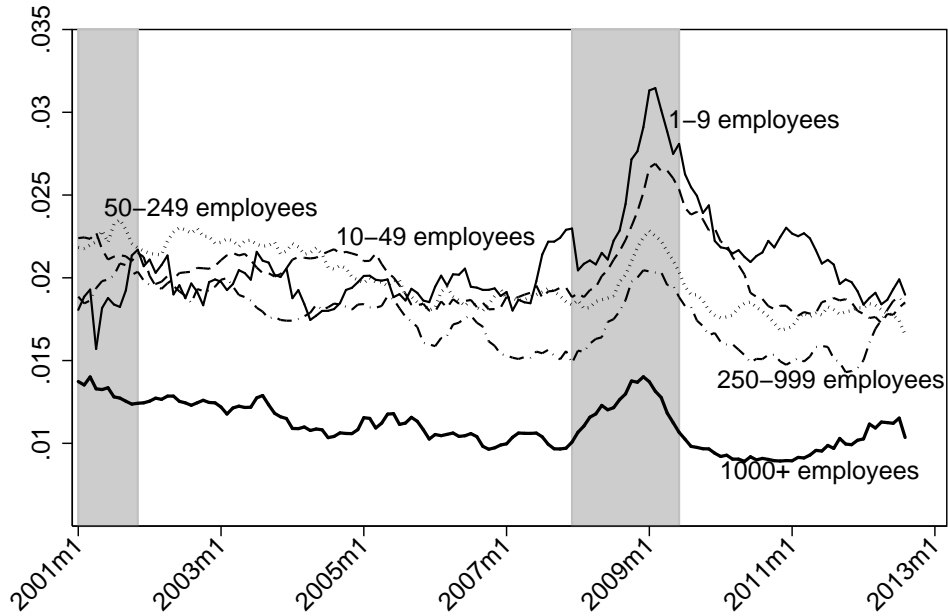 .035
.03
.025
.02
.015
.01
1−9 employees
50−249 employees
10−49 employees
250−999 employees
1000+ employees
2001m1
2003m1
2005m1
2007m1
2009m1
2011m1
2013m1